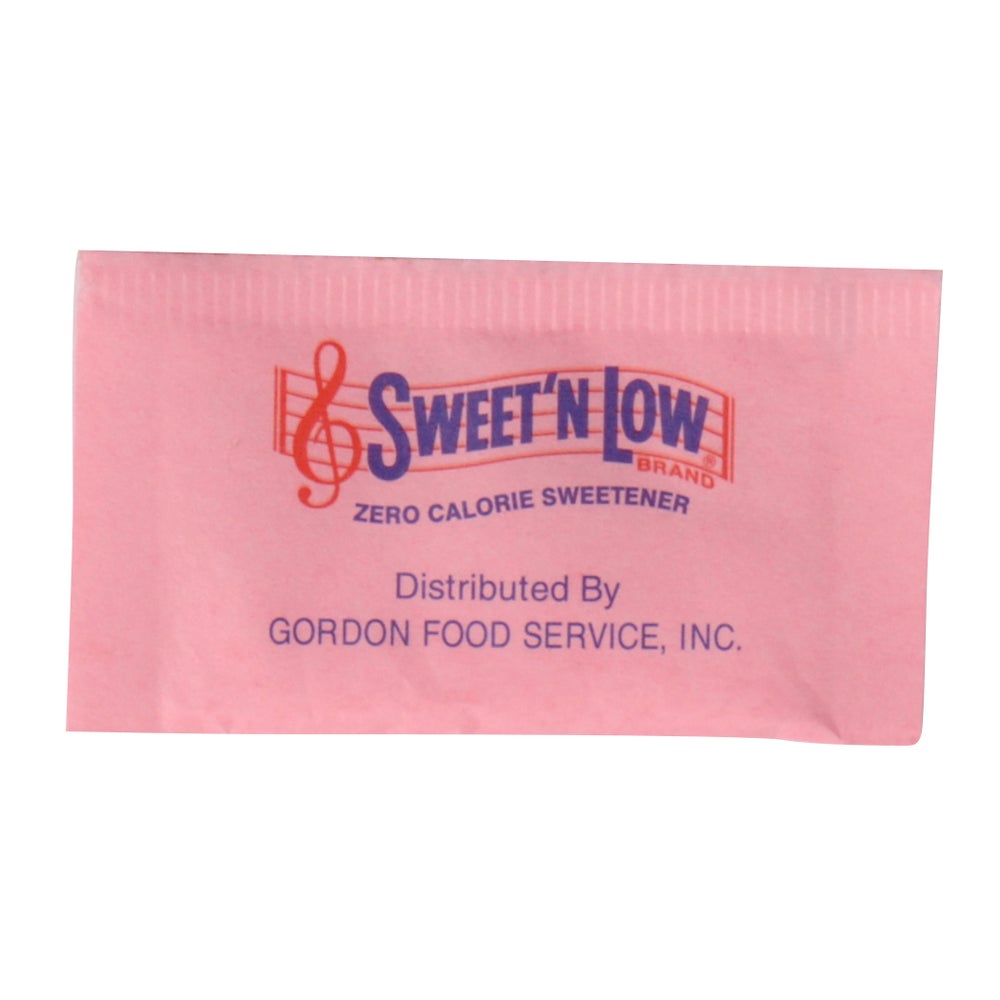 SWEET'N LOW®
BRAND
ZERO CALORIE SWEETENER
Distributed By
GORDON FOOD SERVICE, INC.